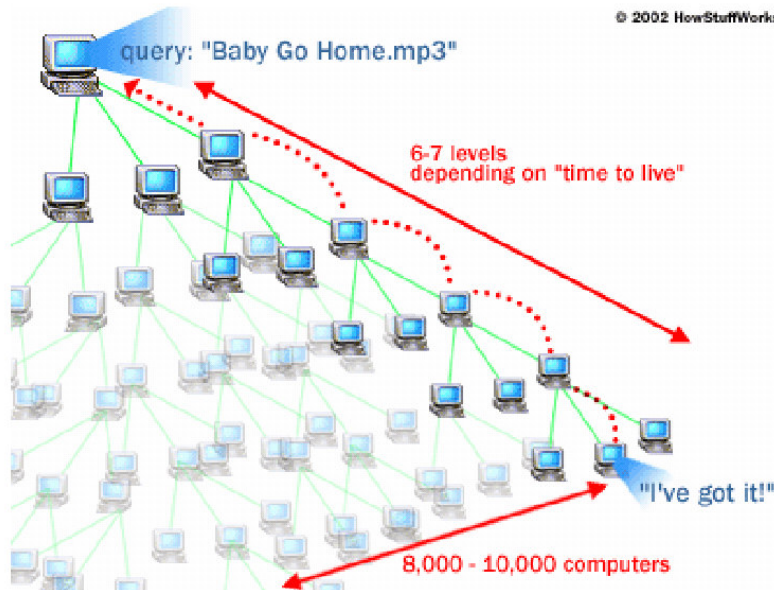 © 2002 HowStuffWorks
query: "Baby Go Home.mp3"
6-7 levels
depending on "time to live"
"I've got it!"
8,000 - 10,000 computers